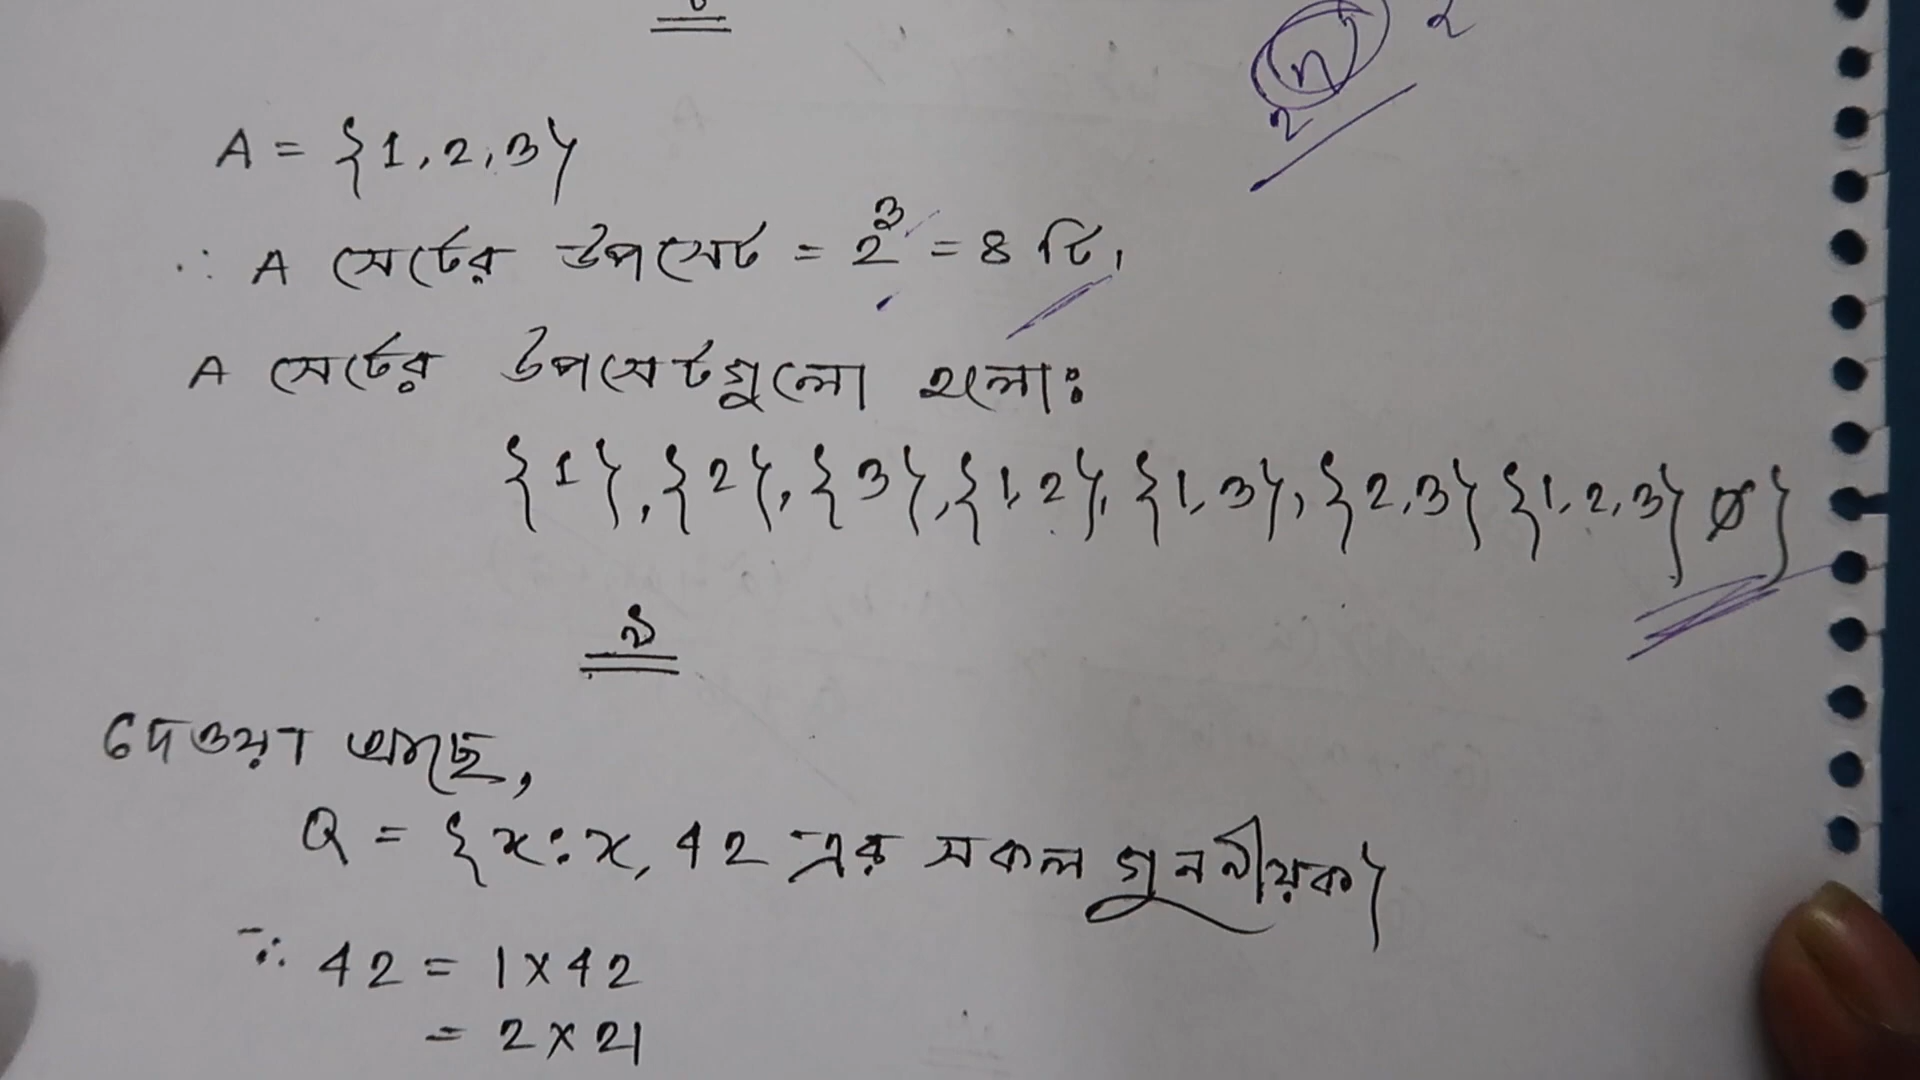 2ⁿ
A = {1, 2, 3}
∴ A সেটের উপসেট = 2³ = 8 টি।
A সেটের উপসেটগুলো হলোঃ
{1}, {2}, {3}, {1, 2}, {1, 3}, {2, 3} {1, 2, 3} ∅}
দেওয়া আছে,
Q = {x : x, 42 এর সকল গুননীয়ক}
∵ 42 = 1 × 42
= 2 × 21